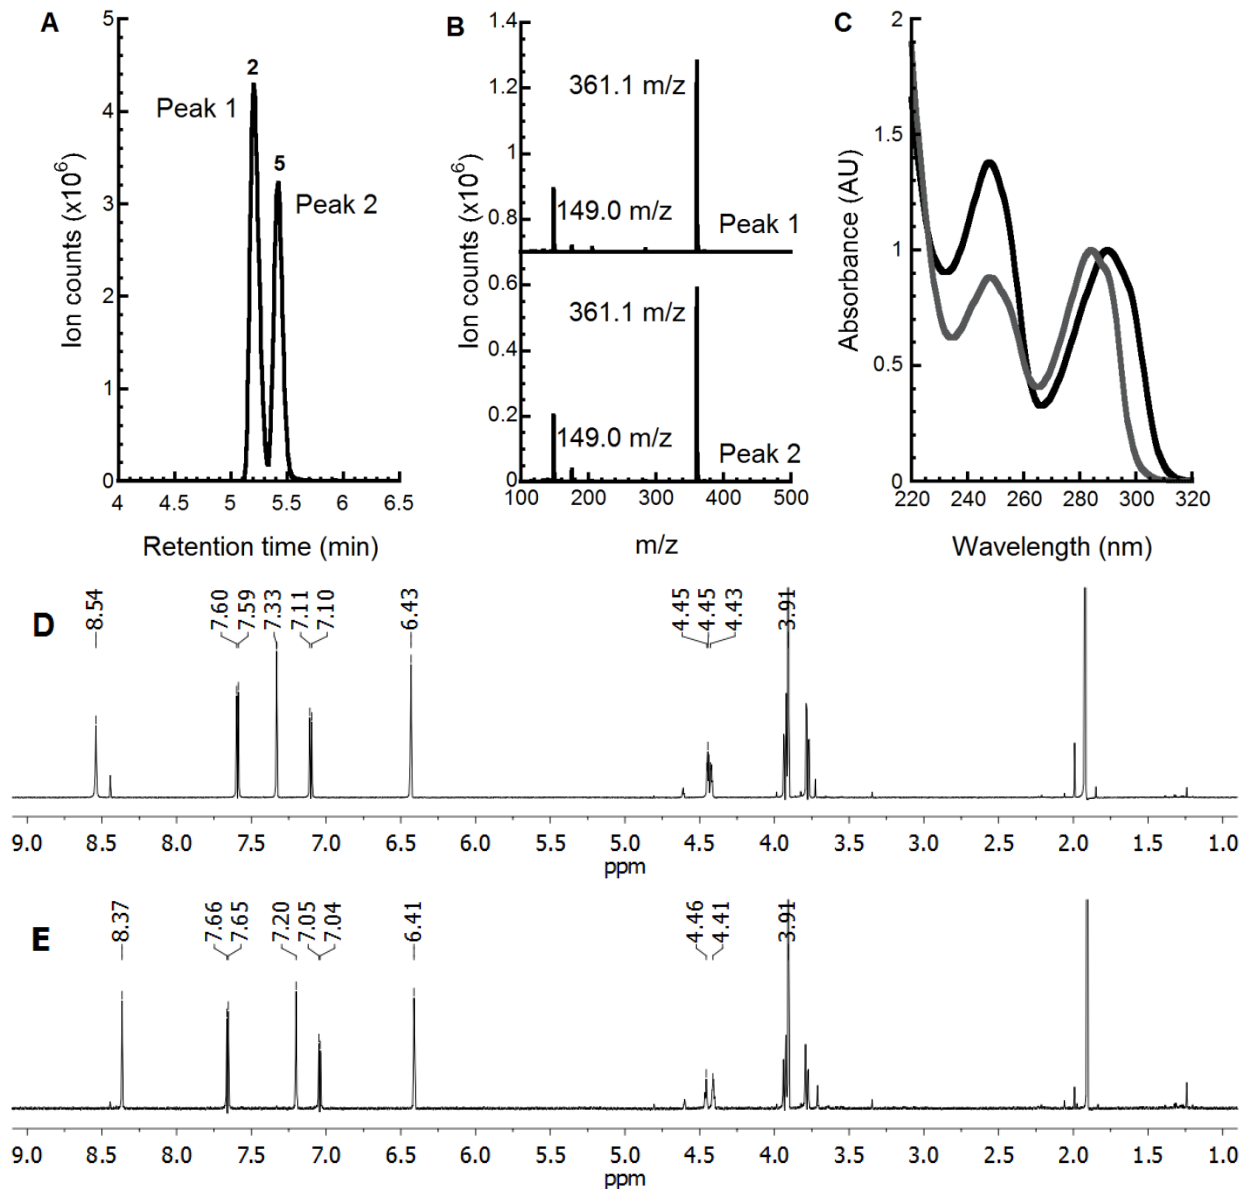 A
5
4
3
2
1
0
Ion counts (x10⁶)
2
5
Peak 1
Peak 2
4 4.5 5 5.5 6 6.5
Retention time (min)
B
1.4
1.2
1
0.8
0.6
0.4
0.2
0
Ion counts (x10⁶)
361.1 m/z
149.0 m/z
Peak 1
361.1 m/z
149.0 m/z
Peak 2
100 200 300 400 500
m/z
C
2
1.5
1
0.5
0
Absorbance (AU)
220 240 260 280 300 320
Wavelength (nm)
D
8.54 7.60 7.59 7.33 7.11 7.10 6.43 4.45 4.45 4.43 3.91
9.0 8.5 8.0 7.5 7.0 6.5 6.0 5.5 5.0 4.5 4.0 3.5 3.0 2.5 2.0 1.5 1.0
ppm
E
8.37 7.66 7.65 7.20 7.05 7.04 6.41 4.46 4.41 3.91
9.0 8.5 8.0 7.5 7.0 6.5 6.0 5.5 5.0 4.5 4.0 3.5 3.0 2.5 2.0 1.5 1.0
ppm